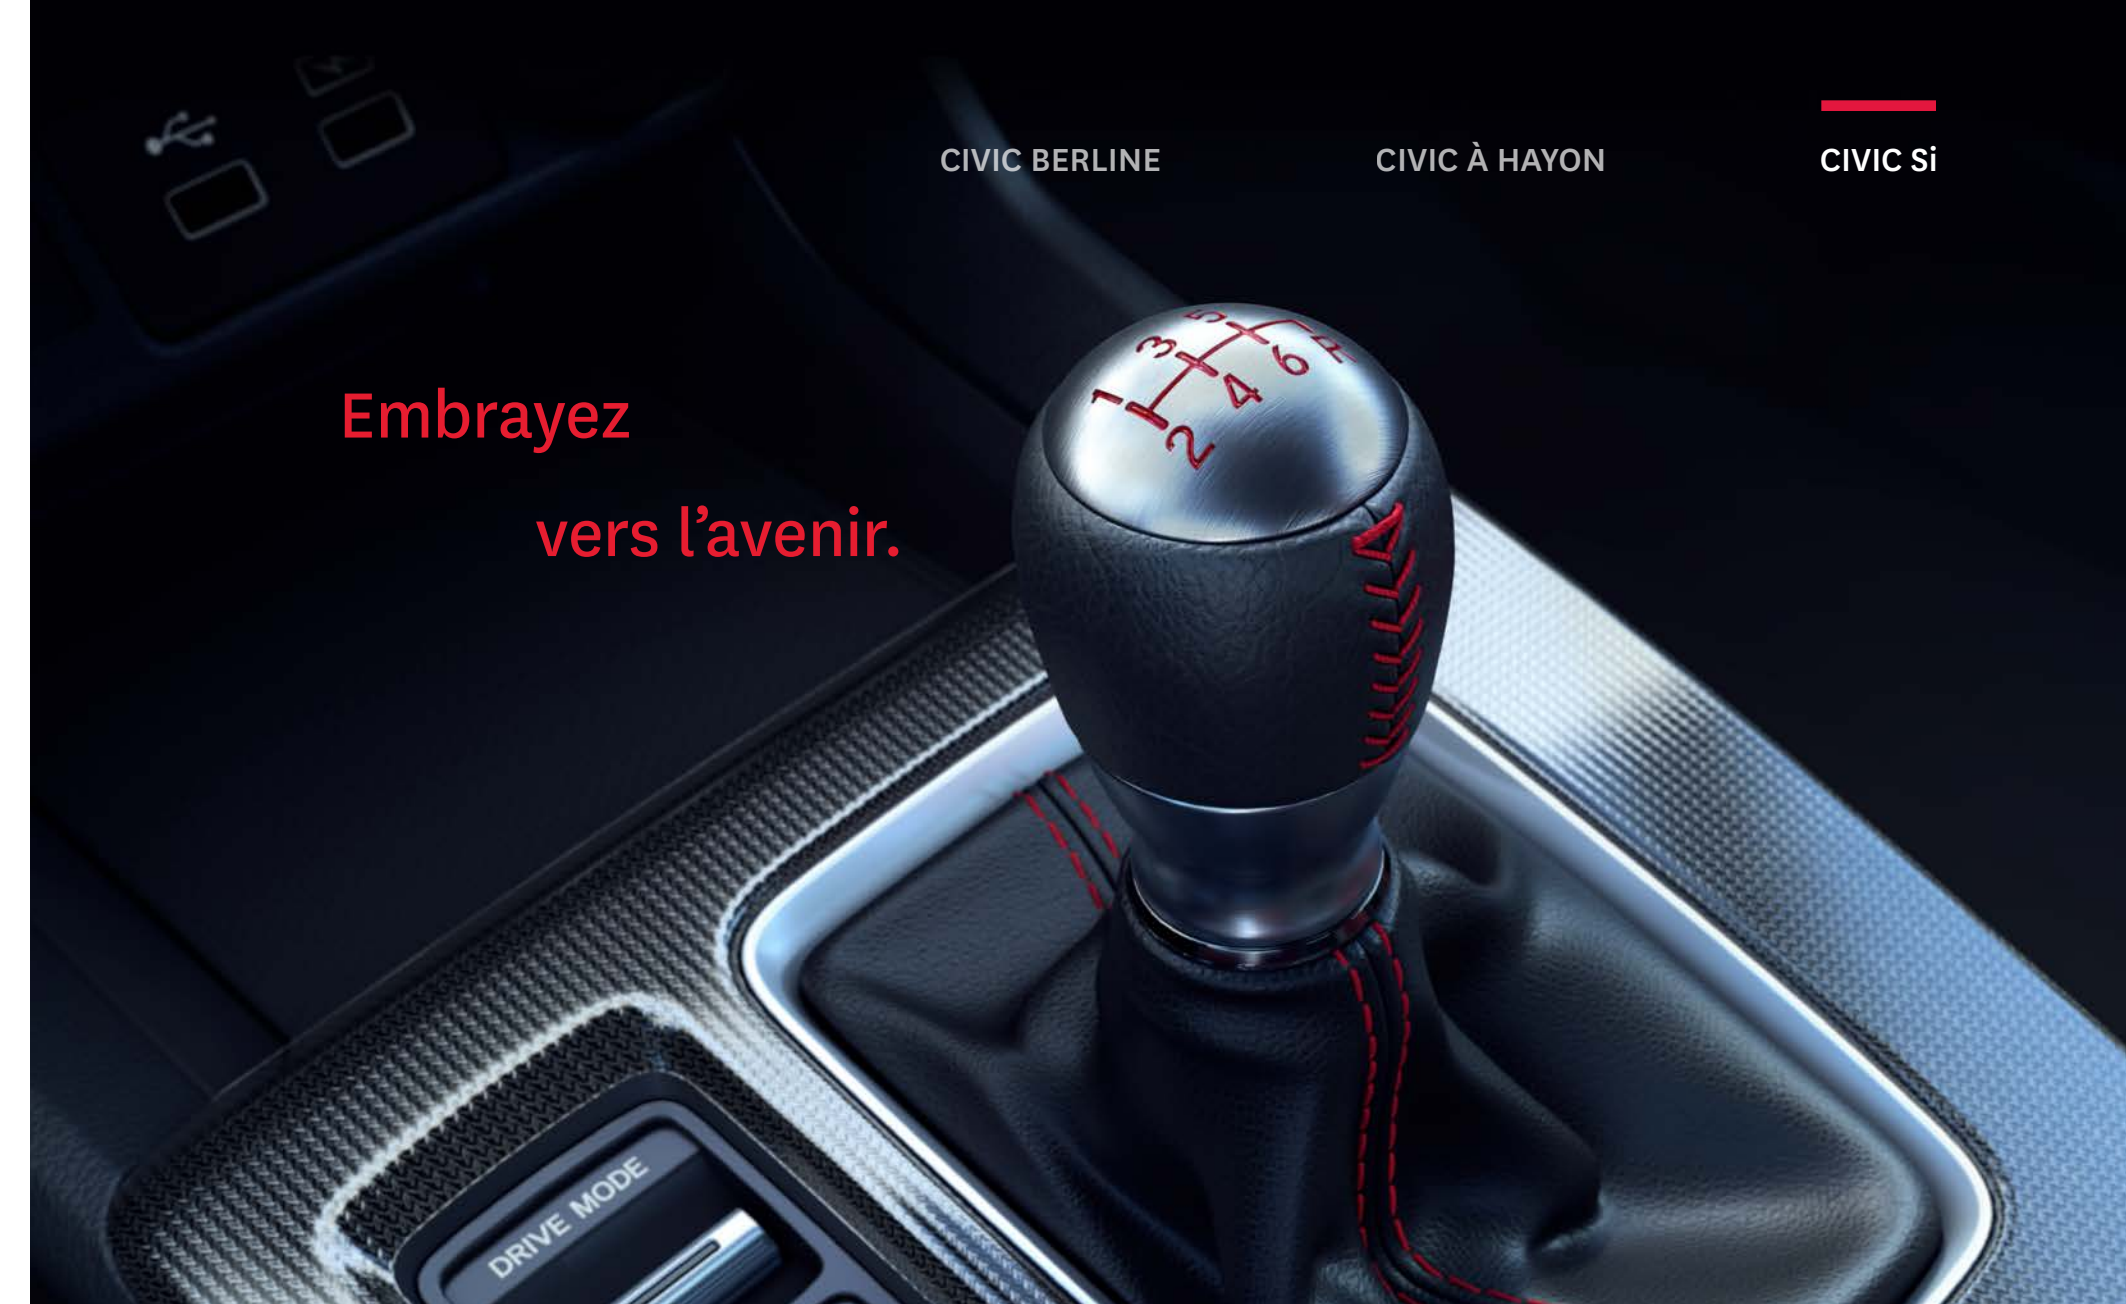 CIVIC BERLINE
CIVIC À HAYON
CIVIC Si
Embrayez
vers l’avenir.
5
3
6
R
1
4
2
DRIVE MODE